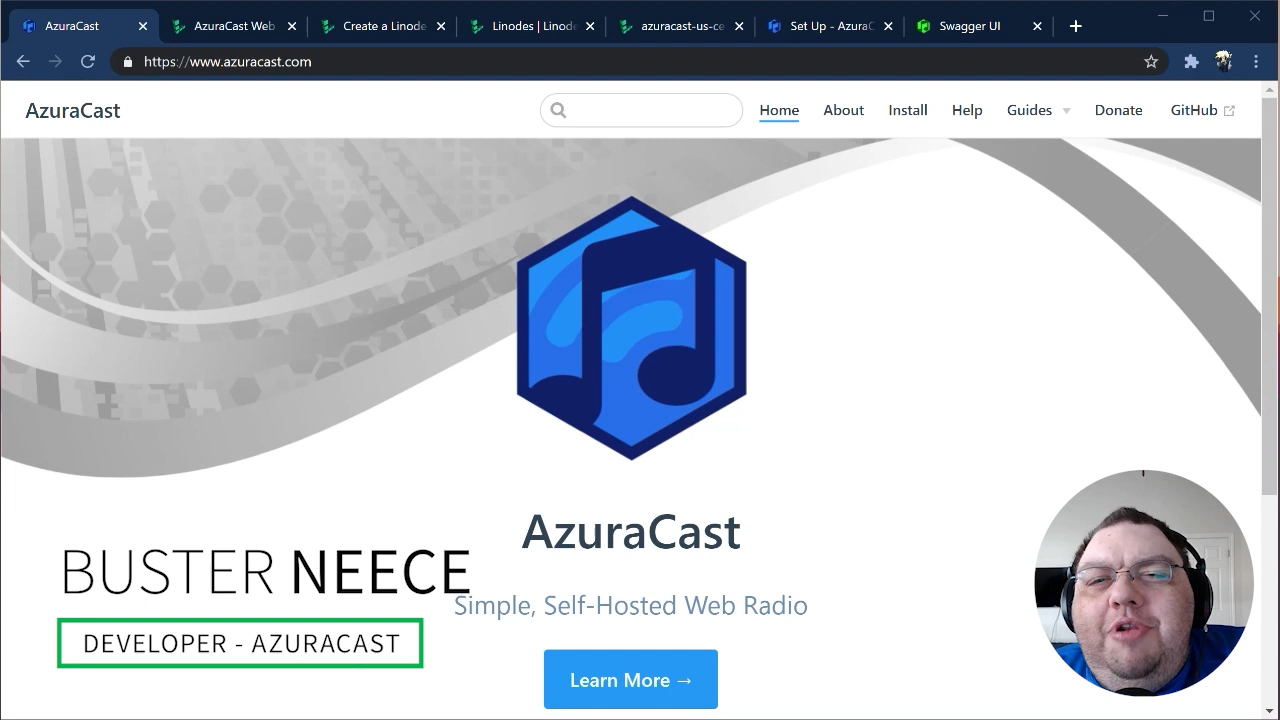 AzuraCast
AzuraCast Web
Create a Linode
Linodes | Linod
azuracast-us-ce
Set Up - AzuraC
Swagger UI
https://www.azuracast.com
AzuraCast
Home
About
Install
Help
Guides
Donate
GitHub
AzuraCast
BUSTER NEECE
Simple, Self-Hosted Web Radio
DEVELOPER - AZURACAST
Learn More →